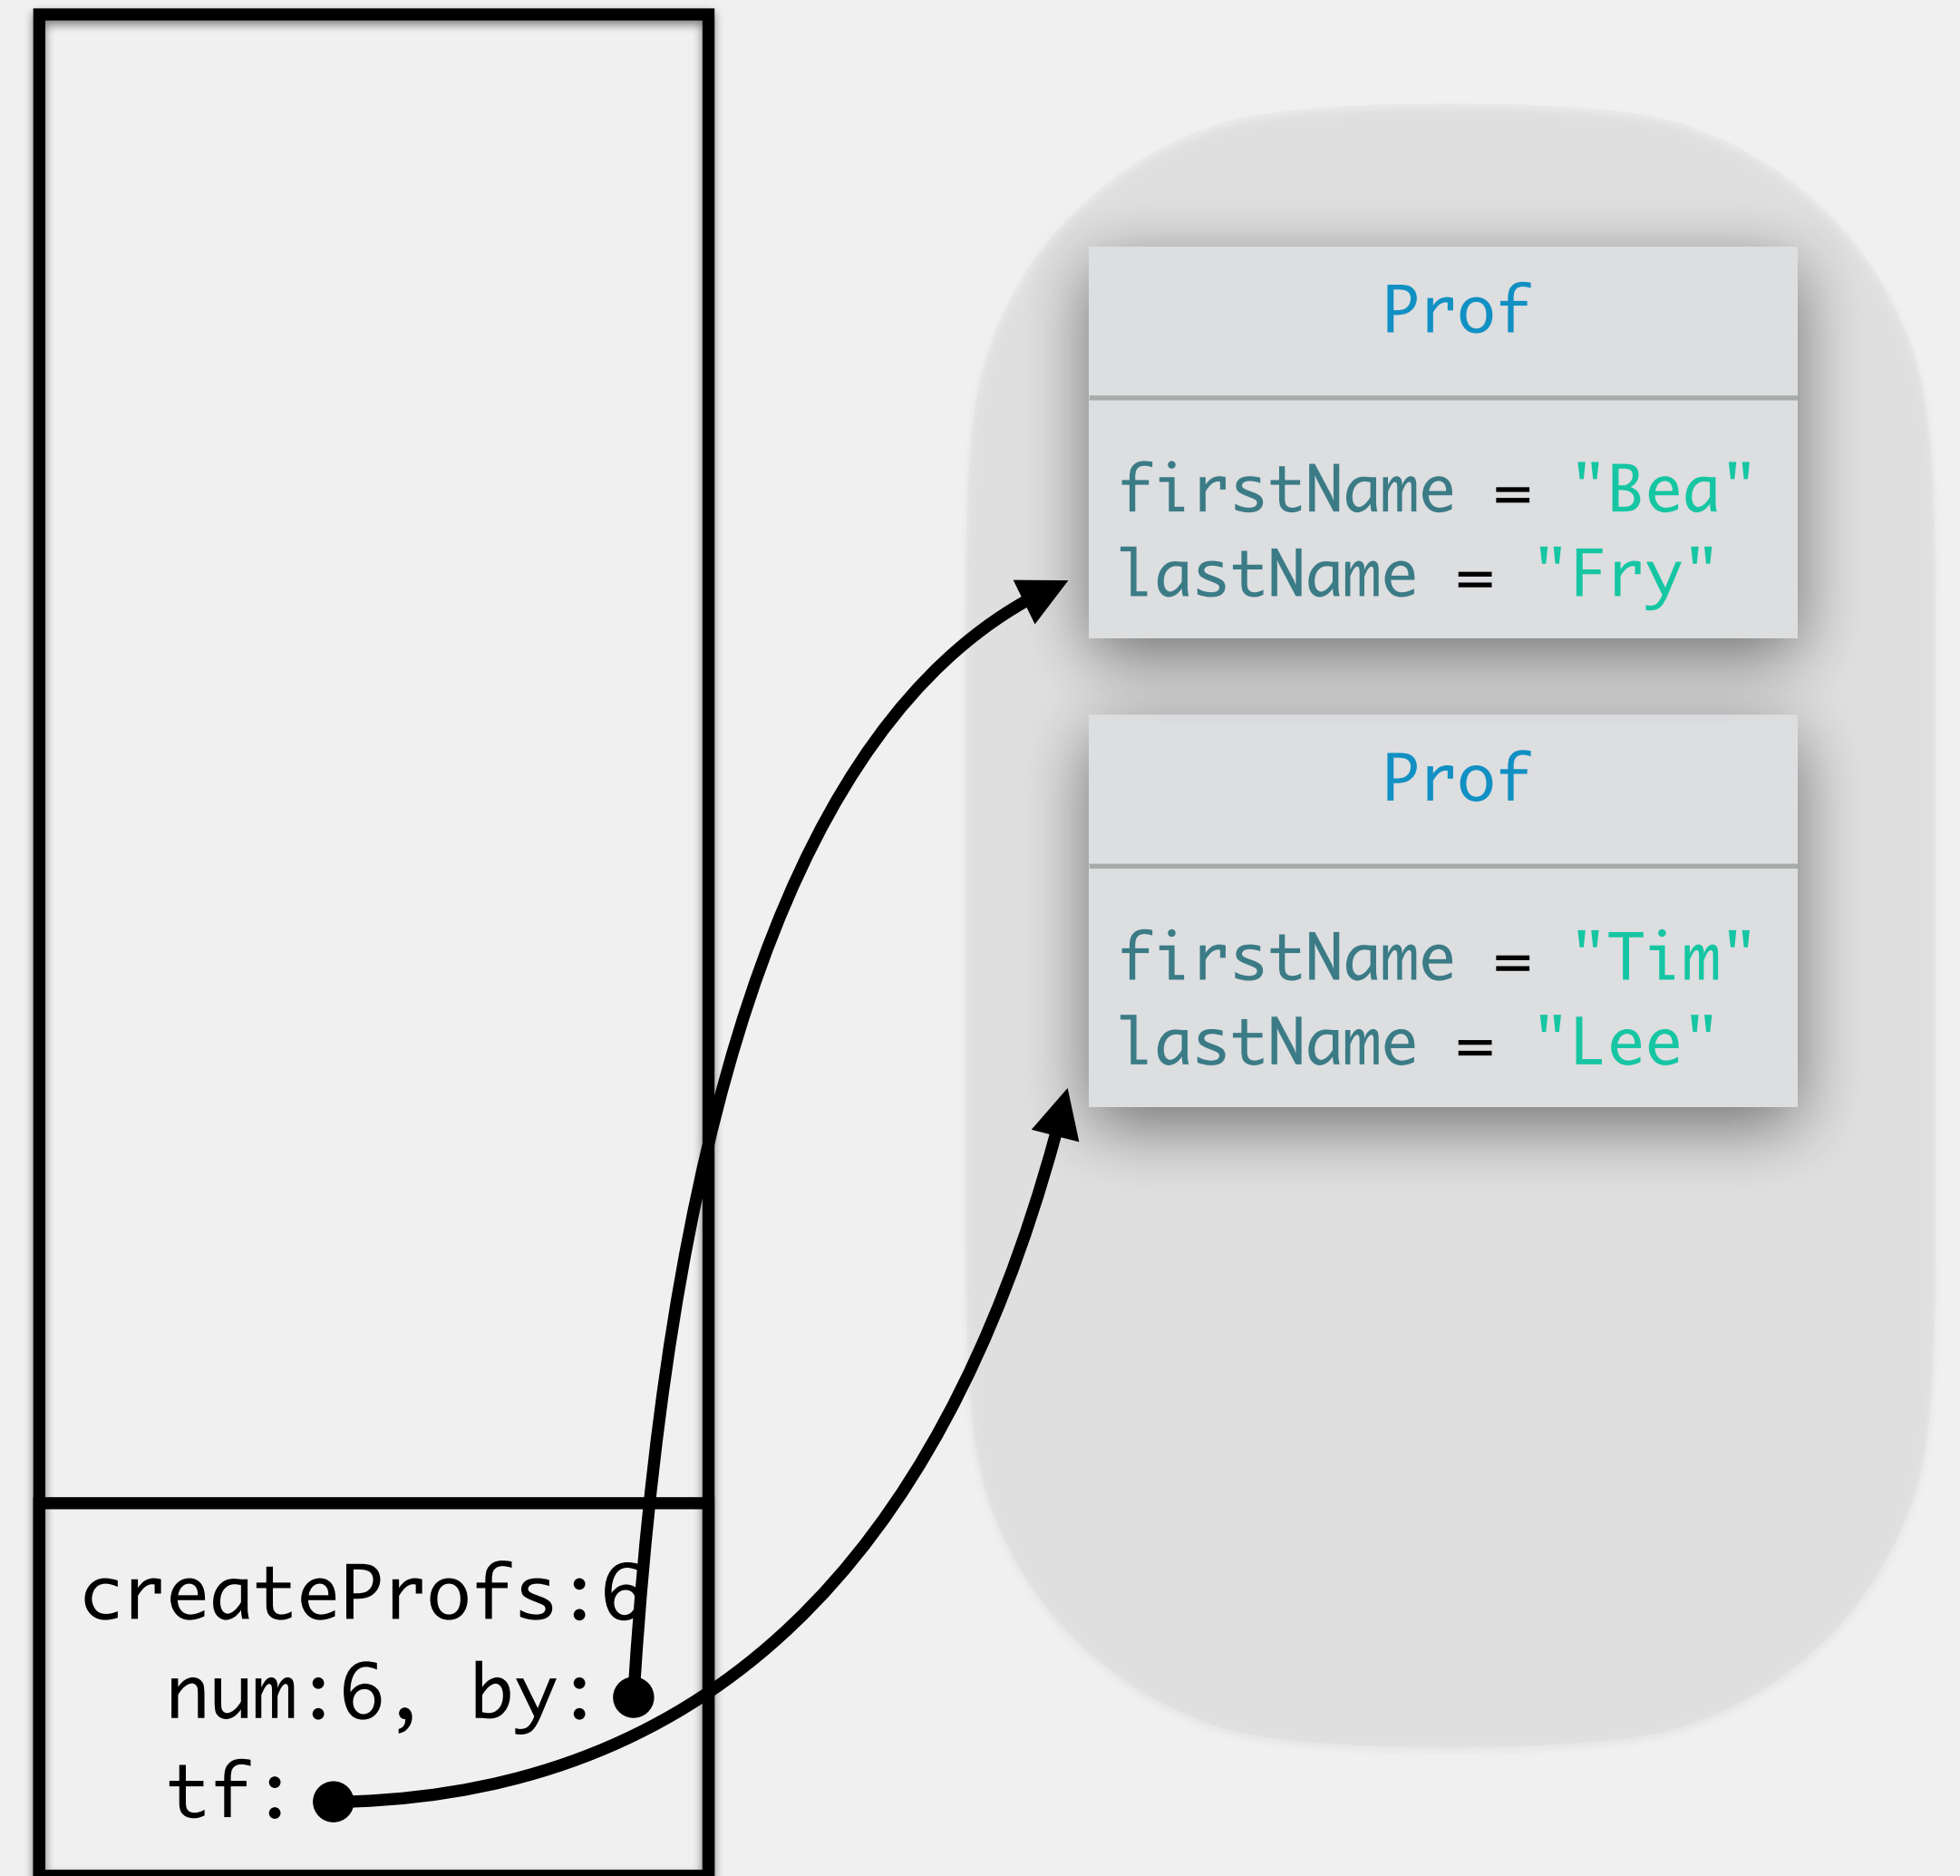 Prof
firstName = "Bea"
lastName = "Fry"
Prof
firstName = "Tim"
lastName = "Lee"
createProfs:6
num:6, by:
tf: